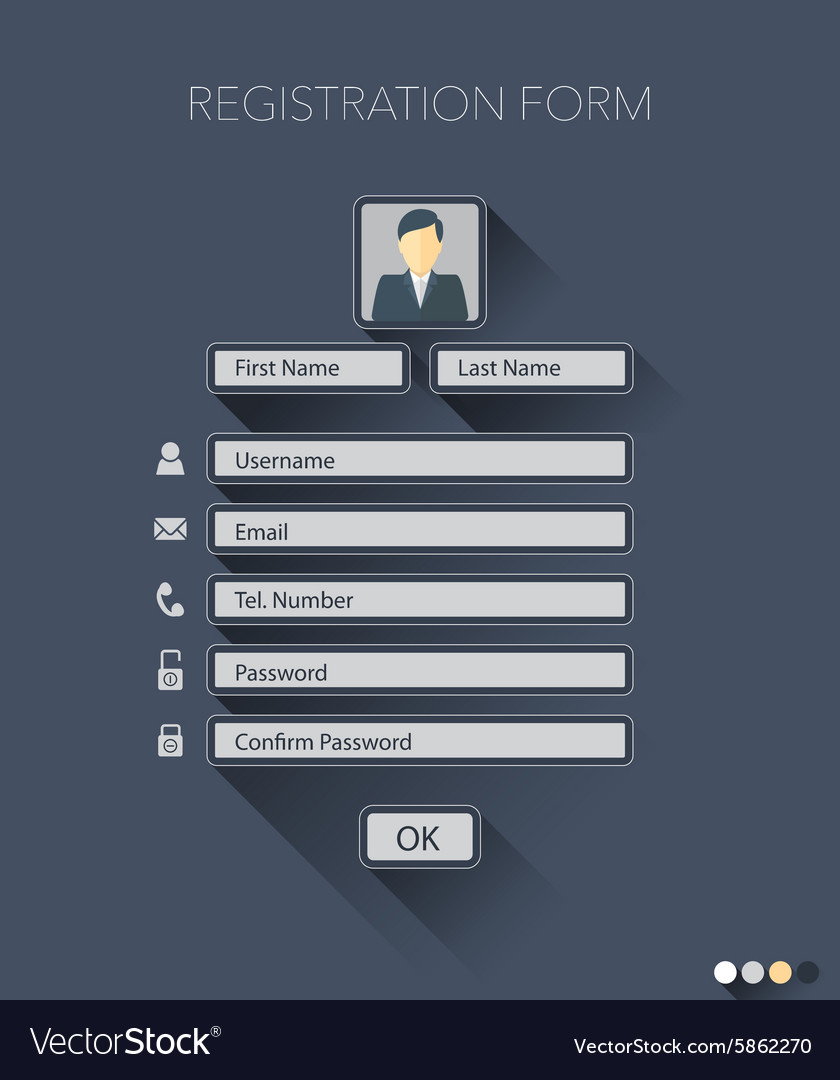 REGISTRATION FORM
First Name Last Name
Username
Email
Tel. Number
Password
Confirm Password
OK
VectorStock®
VectorStock.com/5862270